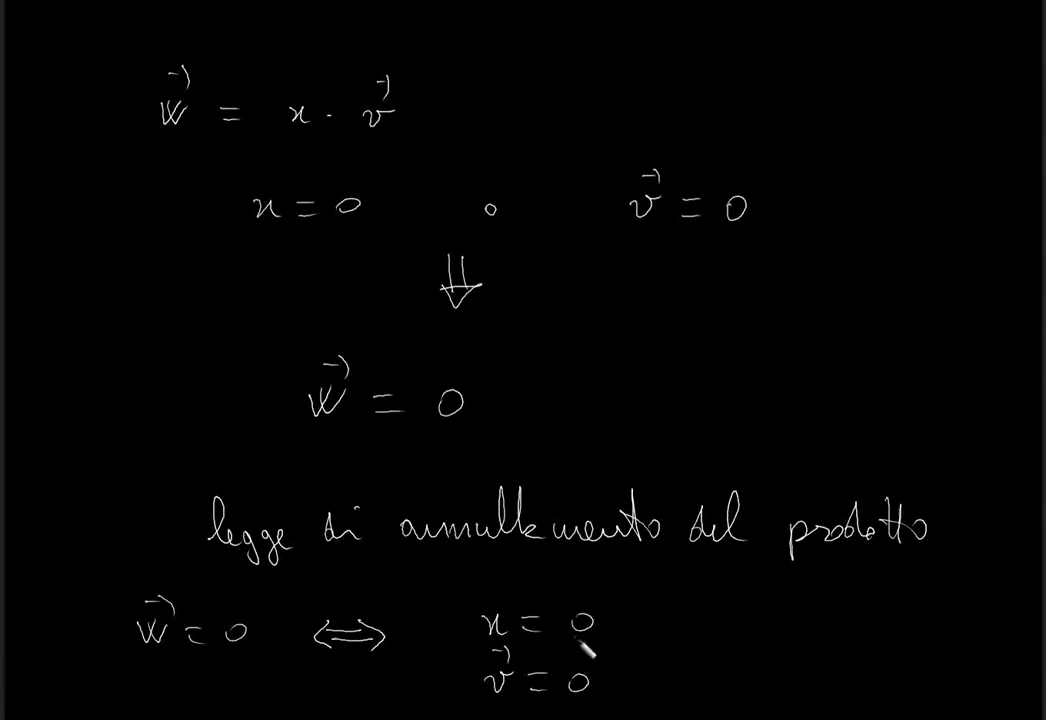 w⃗ = x · v⃗
x = 0 o v⃗ = 0
⇓
w⃗ = 0
legge di annullamento del prodotto
w⃗ = 0 ⇔ x = 0
v⃗ = 0